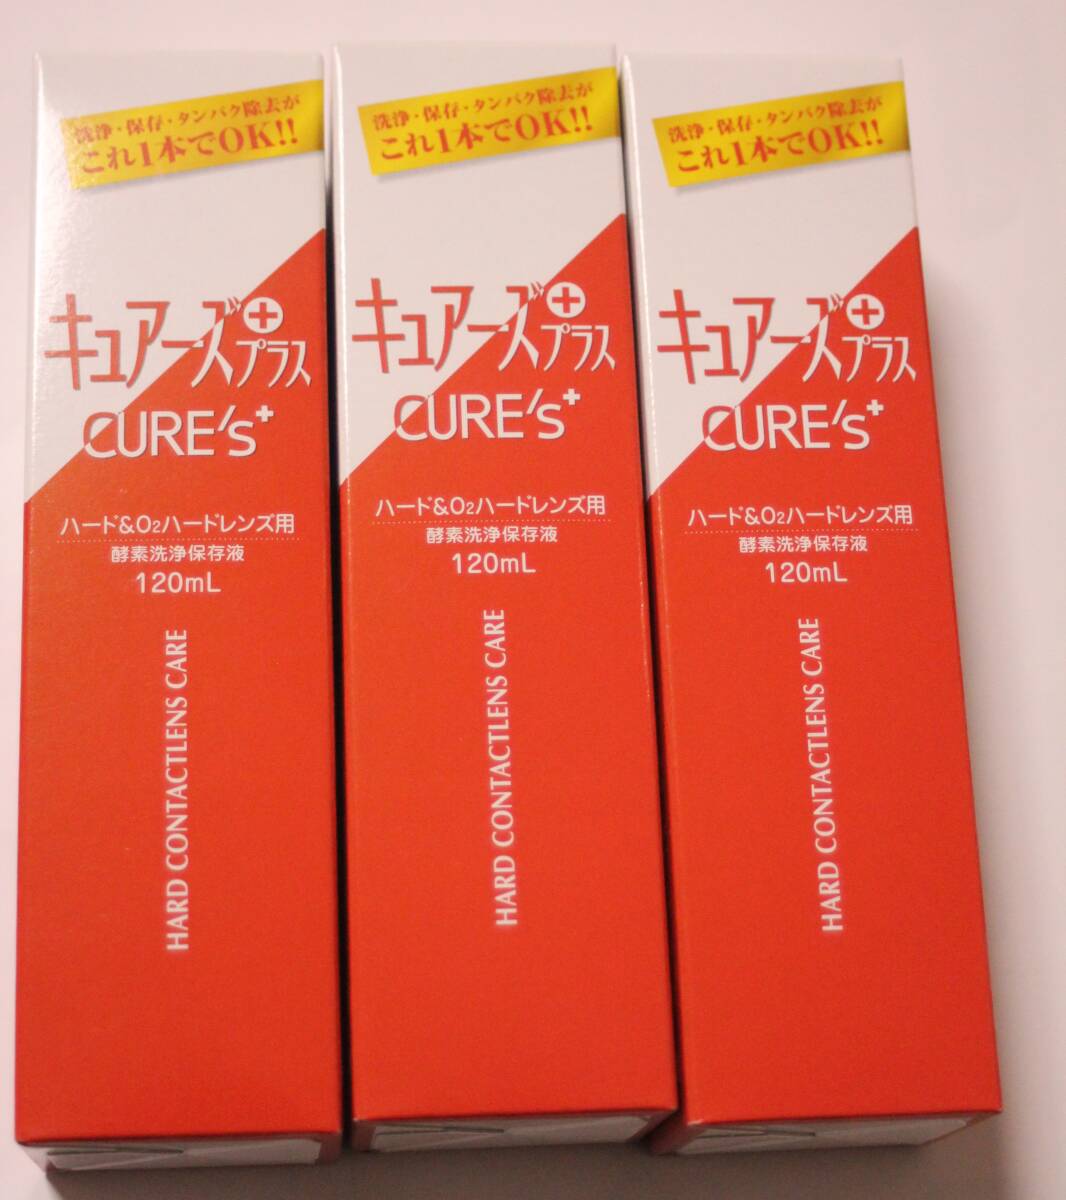 洗浄・保存・タンパク除去が
これ1本でOK!!
キュアーズプラス
CURE's+
ハード&O2ハードレンズ用
酵素洗浄保存液
120mL
HARD CONTACTLENS CARE
洗浄・保存・タンパク除去が
これ1本でOK!!
キュアーズプラス
CURE's+
ハード&O2ハードレンズ用
酵素洗浄保存液
120mL
HARD CONTACTLENS CARE
洗浄・保存・タンパク除去が
これ1本でOK!!
キュアーズプラス
CURE's+
ハード&O2ハードレンズ用
酵素洗浄保存液
120mL
HARD CONTACTLENS CARE